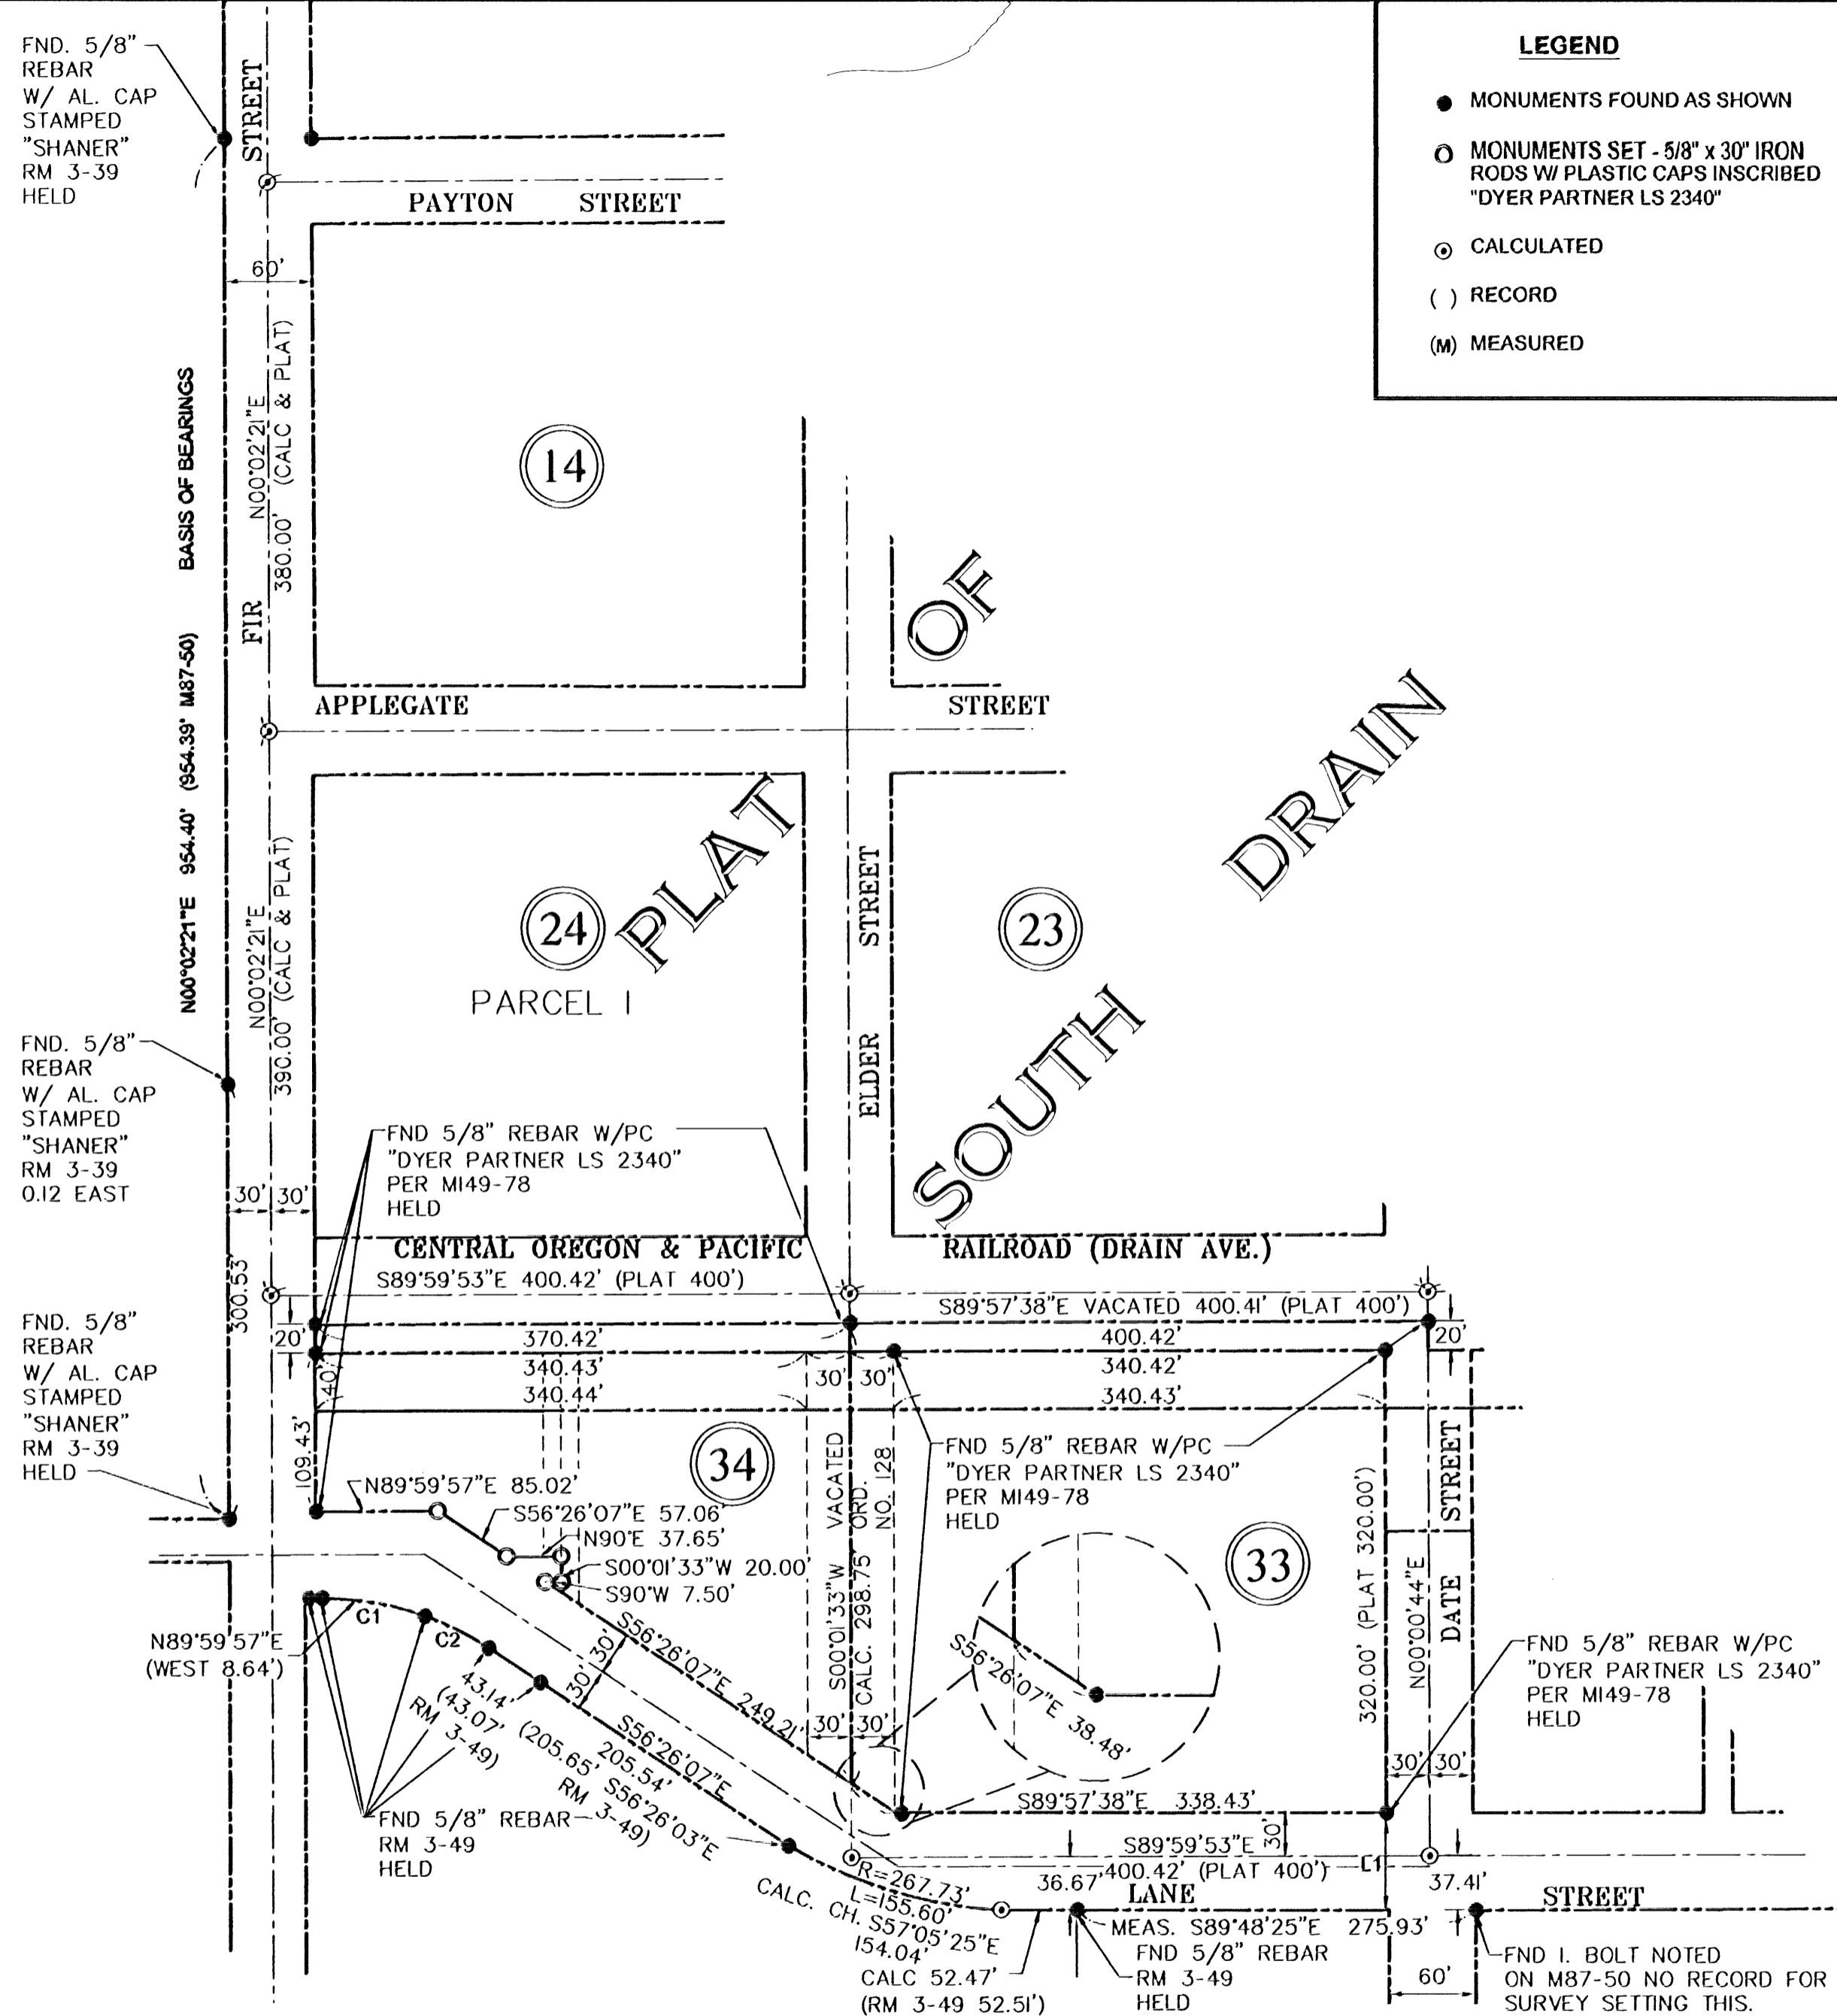 LEGEND
MONUMENTS FOUND AS SHOWN
MONUMENTS SET - 5/8" x 30" IRON
RODS W/ PLASTIC CAPS INSCRIBED
"DYER PARTNER LS 2340"
CALCULATED
( ) RECORD
(M) MEASURED
FND. 5/8"
REBAR
W/ AL. CAP
STAMPED
"SHANER"
RM 3-39
HELD
STREET
PAYTON STREET
60'
N00°02'21"E
380.00' (CALC & PLAT)
FIR
N00°02'21"E 954.40' (954.39' M87-50) BASIS OF BEARINGS
14
OF
APPLEGATE STREET
DRAIN
PLAT
24
PARCEL 1
23
SOUTH
ELDER STREET
N00°02'21"E
390.00' (CALC & PLAT)
FND. 5/8"
REBAR
W/ AL. CAP
STAMPED
"SHANER"
RM 3-39
0.12 EAST
30' 30'
FND 5/8" REBAR W/PC
"DYER PARTNER LS 2340"
PER M149-78
HELD
CENTRAL OREGON & PACIFIC RAILROAD (DRAIN AVE.)
S89°59'53"E 400.42' (PLAT 400')
S89°57'38"E VACATED 400.41' (PLAT 400')
300.53'
20'
370.42'
400.42'
20'
340.43'
340.42'
40'
30' 30'
340.44'
340.43'
FND. 5/8"
REBAR
W/ AL. CAP
STAMPED
"SHANER"
RM 3-39
HELD
109.43'
34
N89°59'57"E 85.02'
S56°26'07"E 57.06'
N90°E 37.65'
S00°01'33"W 20.00'
S90°W 7.50'
S00°01'33"W VACATED
CALC. 298.75' ORD.
NO. 128
FND 5/8" REBAR W/PC
"DYER PARTNER LS 2340"
PER M149-78
HELD
33
320.00' (PLAT 320.00')
N00°00'44"E
DATE STREET
C1
C2
N89°59'57"E
(WEST 8.64')
S56°26'07"E 249.21'
30' 30'
30' 30'
S56°26'07"E 38.48'
FND 5/8" REBAR W/PC
"DYER PARTNER LS 2340"
PER M149-78
HELD
30' 30'
43.14'
(43.07'
RM 3-49)
S56°26'07"E
205.54'
(205.65' S56°26'03"E
RM 3-49)
FND 5/8" REBAR
RM 3-49
HELD
S89°57'38"E 338.43'
30'
S89°59'53"E
400.42' (PLAT 400')
L1
R=267.73'
L=155.60'
CALC. CH. S57°05'25"E
154.04'
36.67'
LANE STREET
37.41'
MEAS. S89°48'25"E 275.93'
FND 5/8" REBAR
RM 3-49
HELD
CALC 52.47'
(RM 3-49 52.51')
60'
FND I. BOLT NOTED
ON M87-50 NO RECORD FOR
SURVEY SETTING THIS.